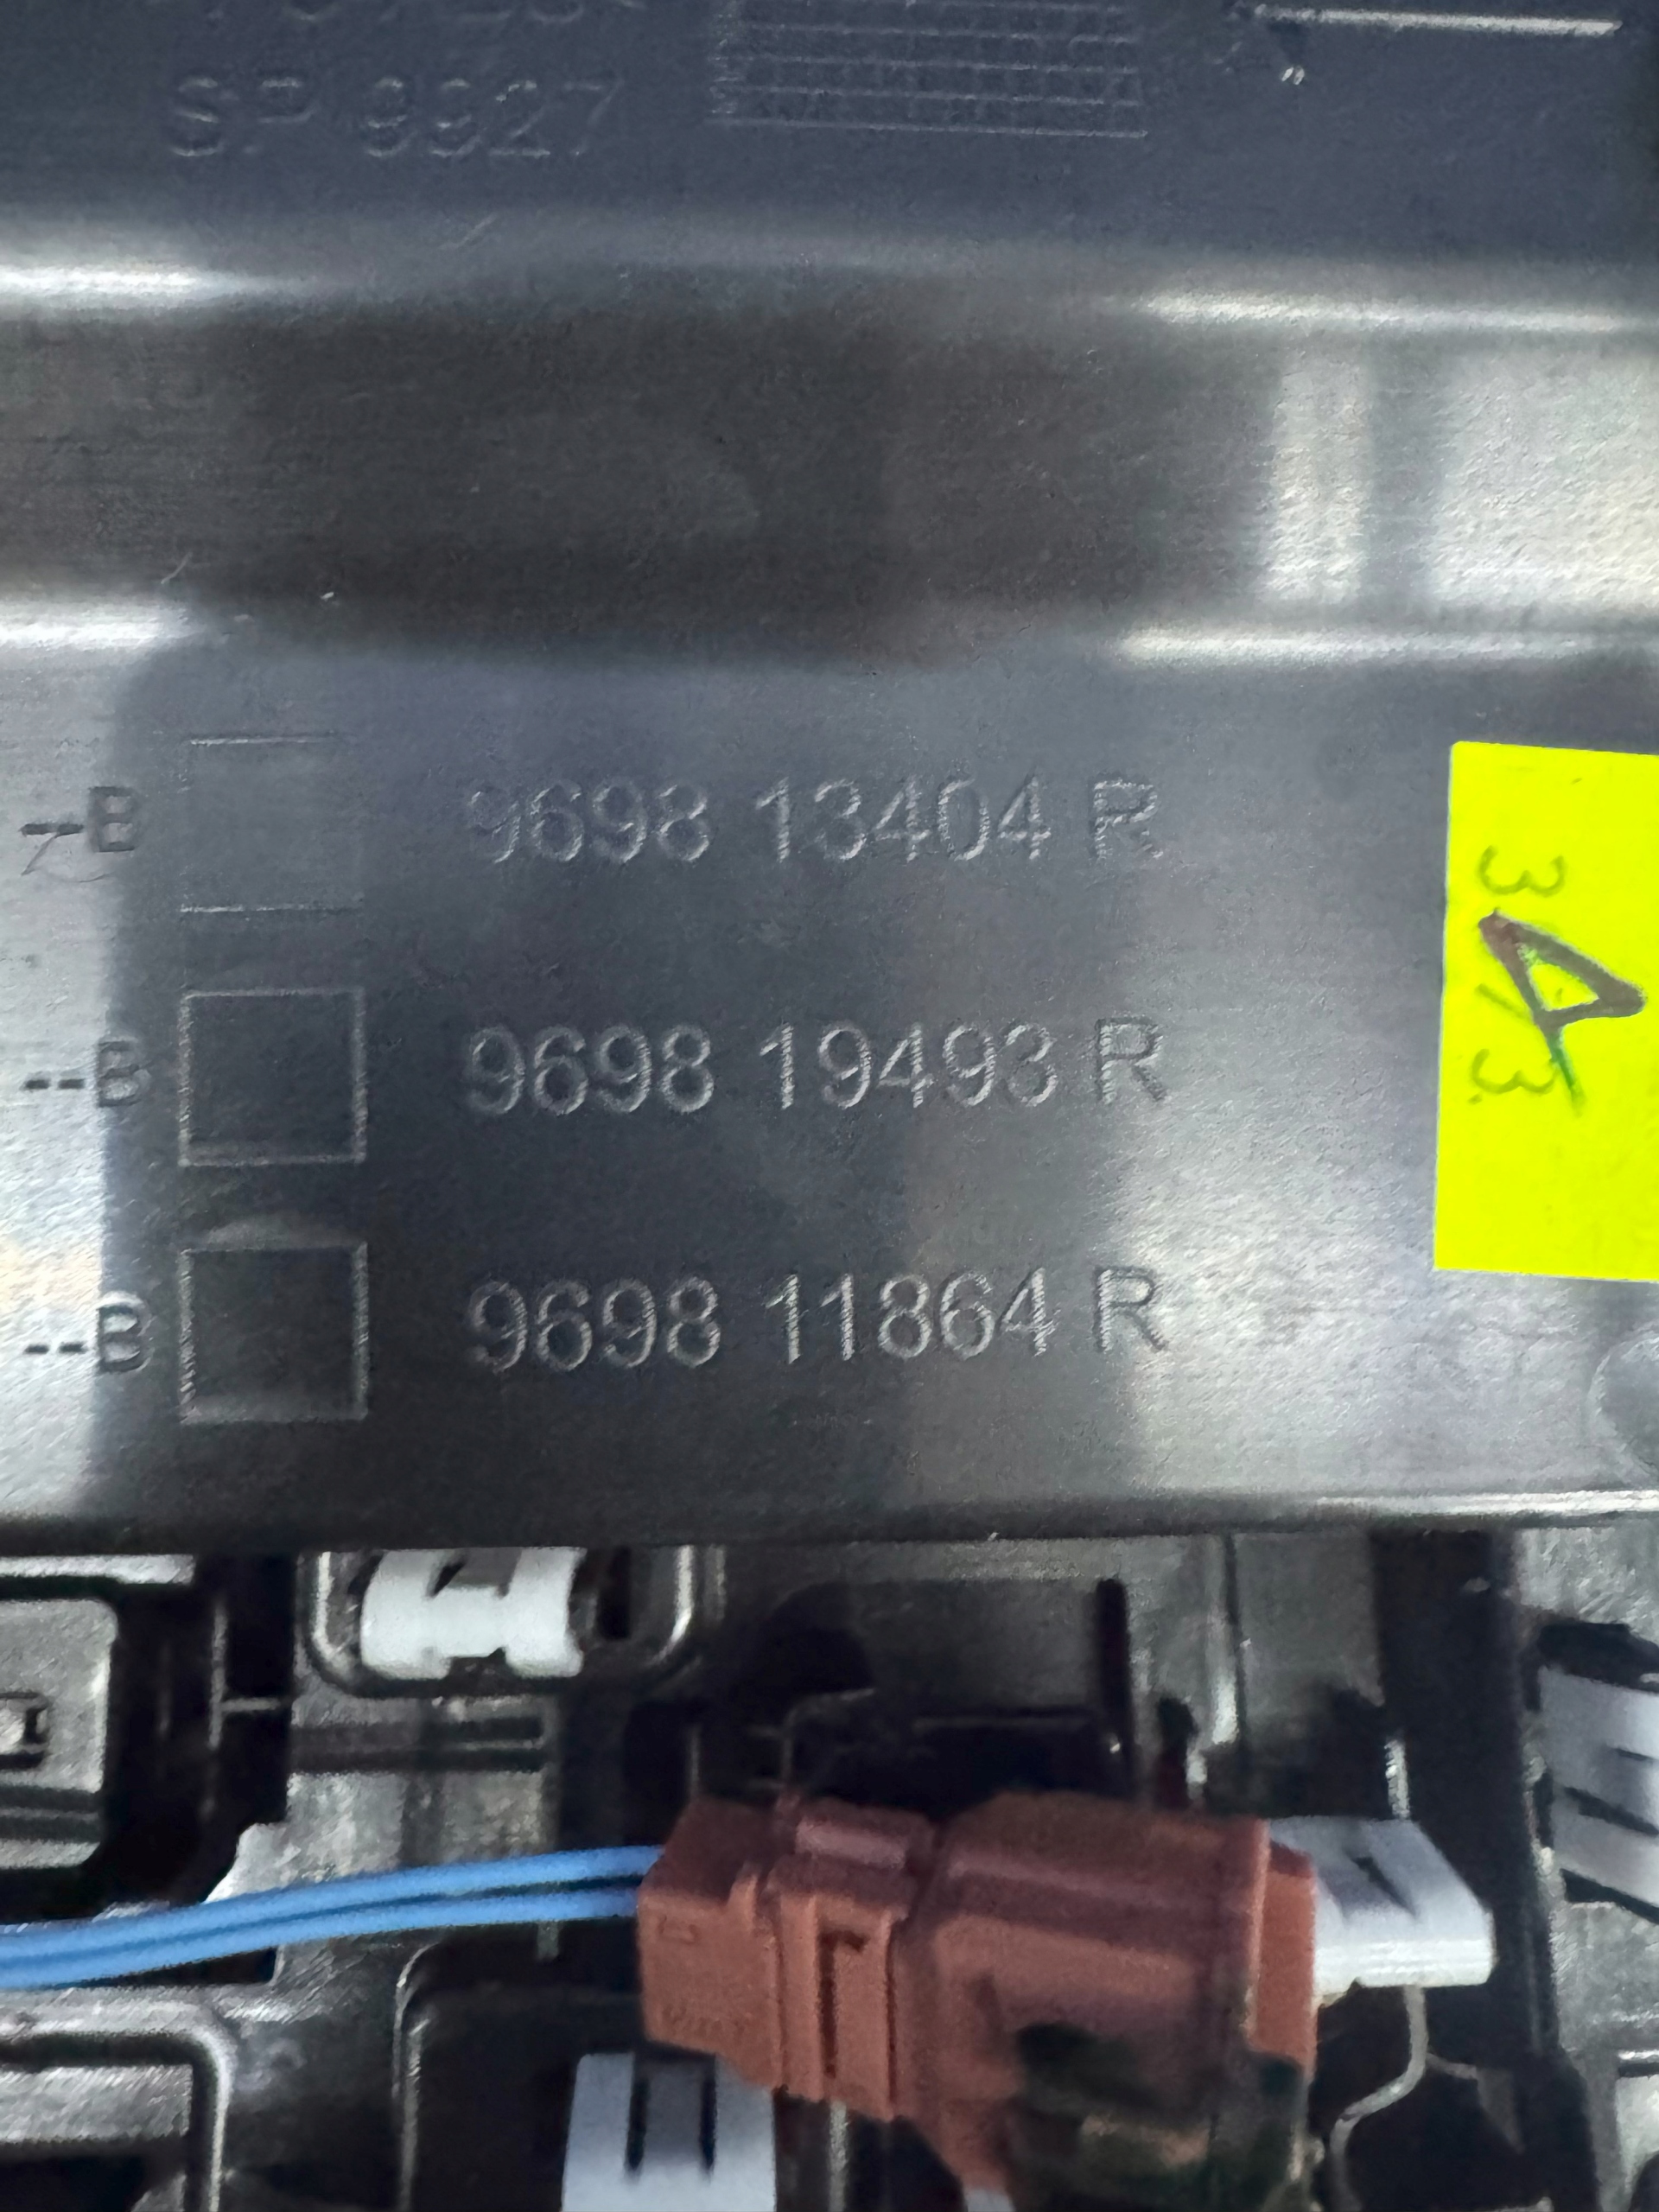 SP 9927
-B 9698 13404 R
--B 9698 19493 R
--B 9698 11864 R